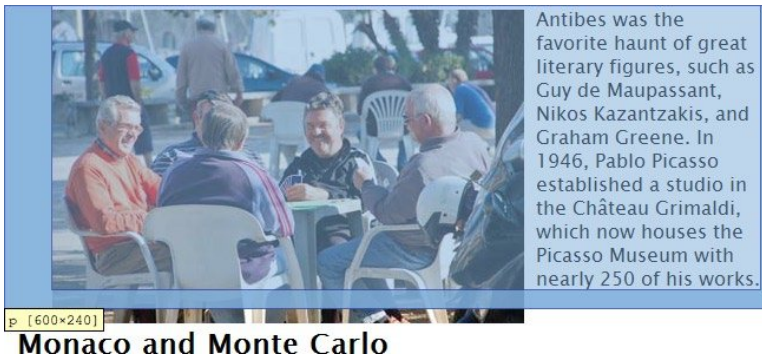 Antibes was the
favorite haunt of great
literary figures, such as
Guy de Maupassant,
Nikos Kazantzakis, and
Graham Greene. In
1946, Pablo Picasso
established a studio in
the Château Grimaldi,
which now houses the
Picasso Museum with
nearly 250 of his works.
p [600×240]
Monaco and Monte Carlo